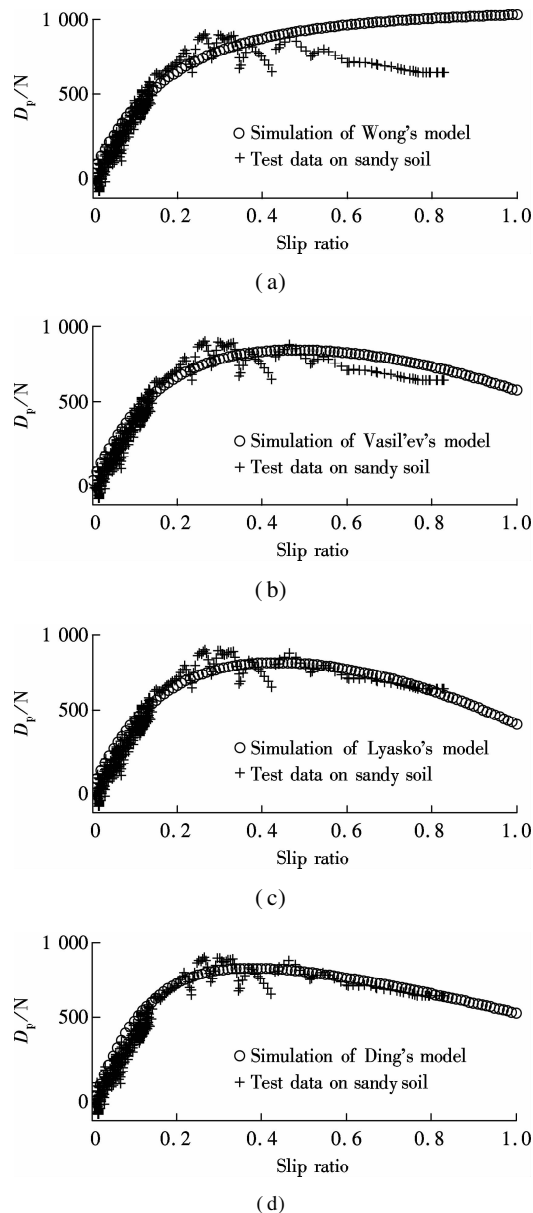 1 000
500
0
D_p/N
○ Simulation of Wong's model
+ Test data on sandy soil
0 0.2 0.4 0.6 0.8 1.0
Slip ratio
(a)
1 000
500
0
D_p/N
○ Simulation of Vasil'ev's model
+ Test data on sandy soil
0 0.2 0.4 0.6 0.8 1.0
Slip ratio
(b)
1 000
500
0
D_p/N
○ Simulation of Lyasko's model
+ Test data on sandy soil
0 0.2 0.4 0.6 0.8 1.0
Slip ratio
(c)
1 000
500
0
D_p/N
○ Simulation of Ding's model
+ Test data on sandy soil
0 0.2 0.4 0.6 0.8 1.0
Slip ratio
(d)